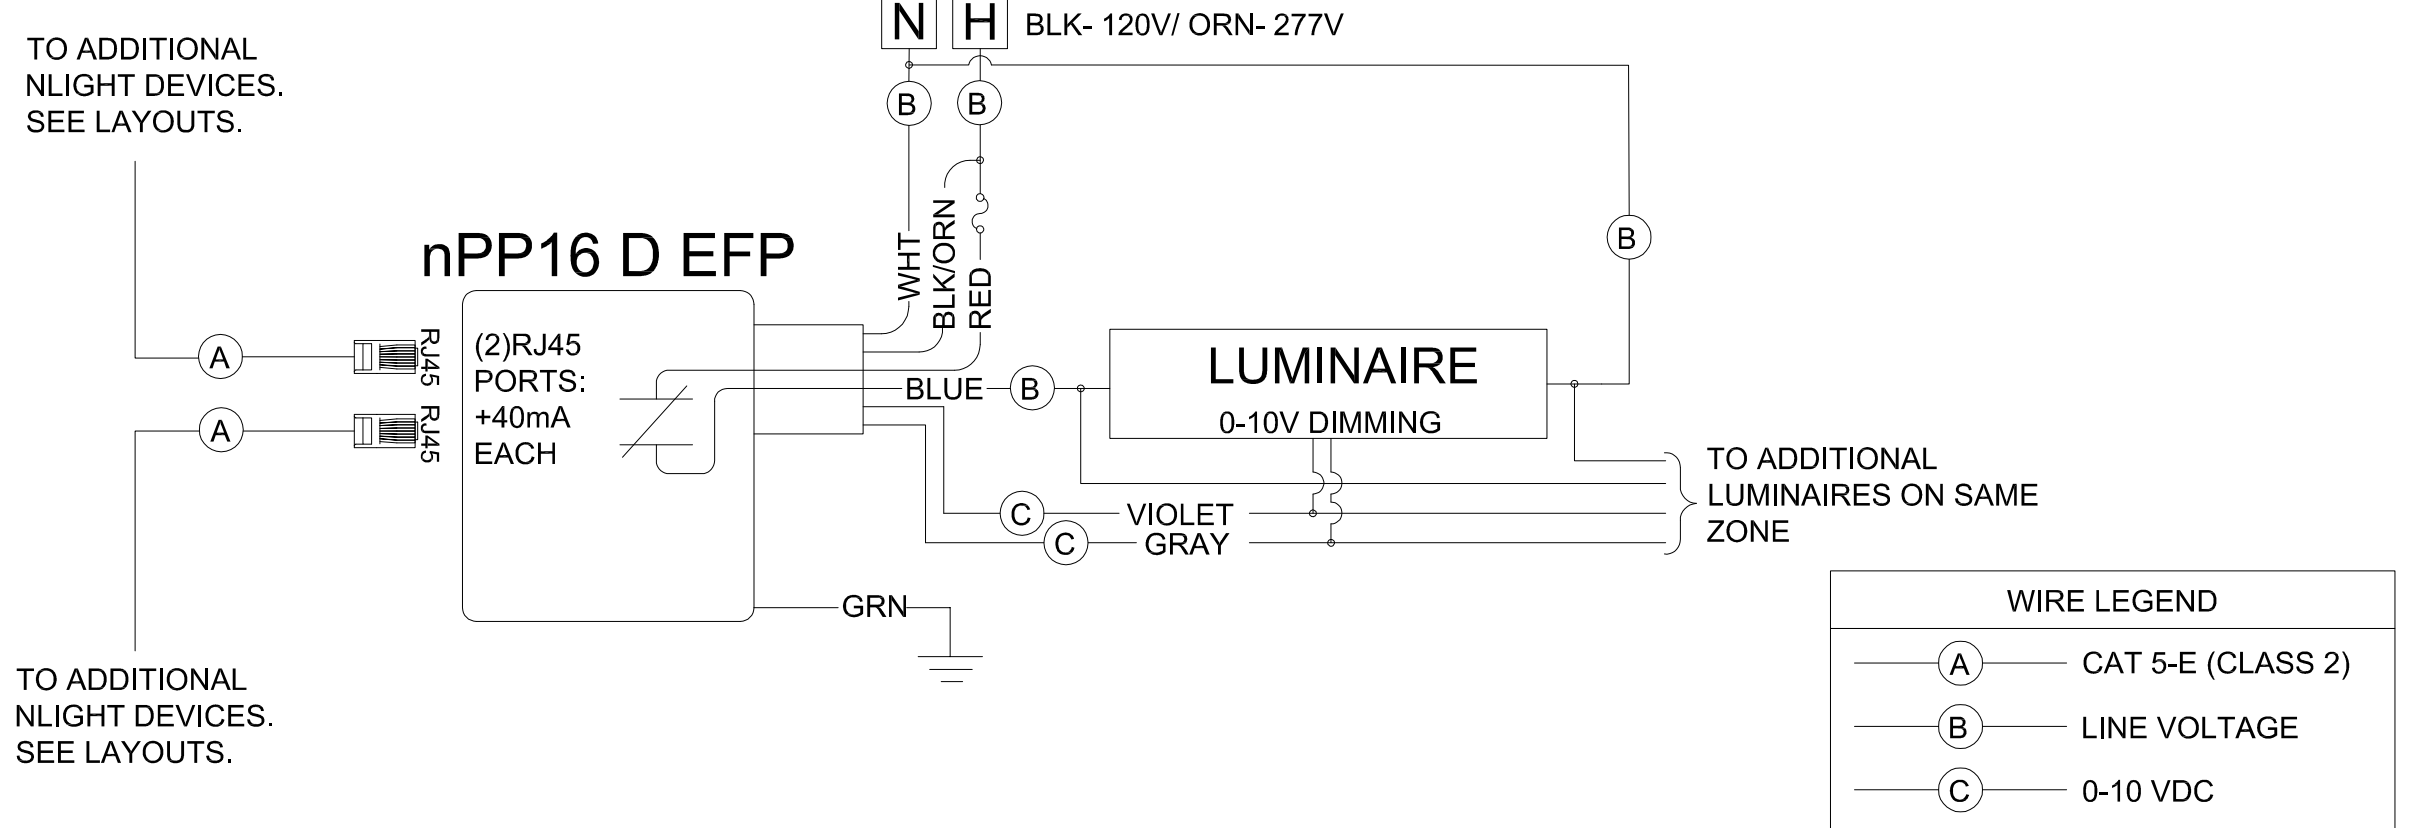 N H BLK- 120V/ ORN- 277V
TO ADDITIONAL
NLIGHT DEVICES.
SEE LAYOUTS.
B B
WHT
BLK/ORN
RED
B
nPP16 D EFP
A
RJ45
(2)RJ45
PORTS:
+40mA
EACH
A
RJ45
BLUE
B
LUMINAIRE
0-10V DIMMING
C
VIOLET
C
GRAY
TO ADDITIONAL
LUMINAIRES ON SAME
ZONE
GRN
TO ADDITIONAL
NLIGHT DEVICES.
SEE LAYOUTS.
WIRE LEGEND
A CAT 5-E (CLASS 2)
B LINE VOLTAGE
C 0-10 VDC